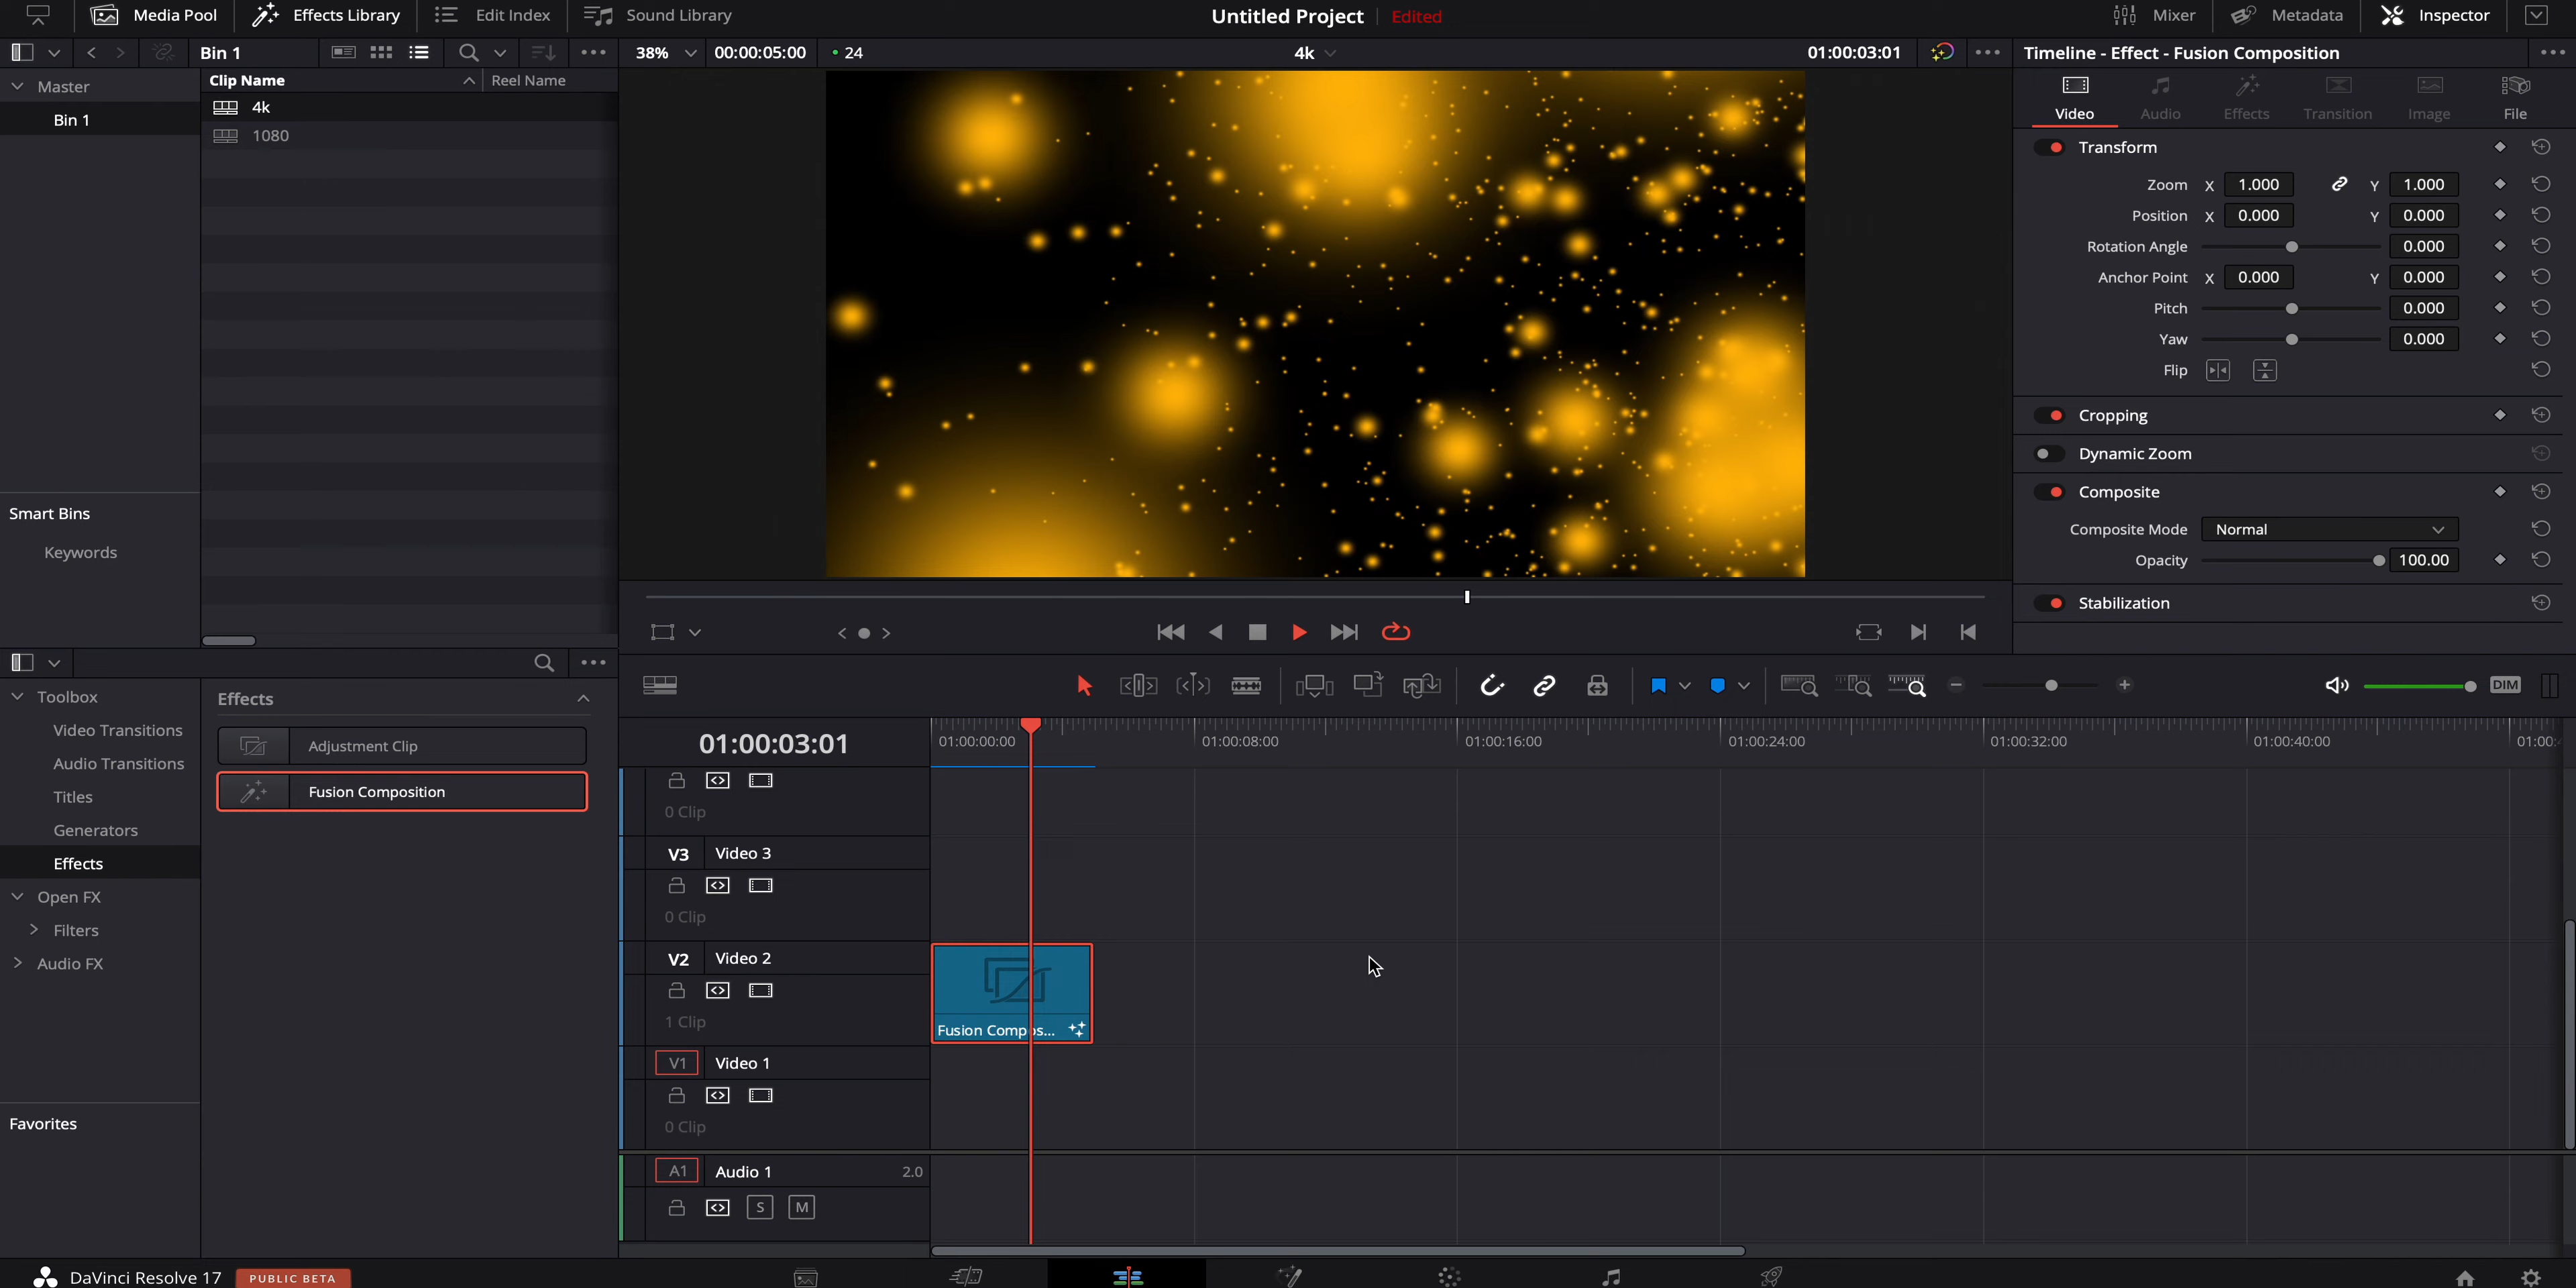 Media Pool Effects Library Edit Index Sound Library Untitled Project Edited Mixer Metadata Inspector
Bin 1 38% 00:00:05:00 24 4k 01:00:03:01 Timeline - Effect - Fusion Composition
Master
Bin 1
Clip Name Reel Name
4k
1080
Smart Bins
Keywords
Video Audio Effects Transition Image File
Transform
Zoom X 1.000 Y 1.000
Position X 0.000 Y 0.000
Rotation Angle 0.000
Anchor Point X 0.000 Y 0.000
Pitch 0.000
Yaw 0.000
Flip
Cropping
Dynamic Zoom
Composite
Composite Mode Normal
Opacity 100.00
Stabilization
Toolbox
Video Transitions
Audio Transitions
Titles
Generators
Effects
Open FX
Filters
Audio FX
Favorites
Effects
Adjustment Clip
Fusion Composition
DIM
01:00:03:01 01:00:00:00 01:00:08:00 01:00:16:00 01:00:24:00 01:00:32:00 01:00:40:00
0 Clip
V3 Video 3
0 Clip
V2 Video 2
1 Clip
Fusion Compos...
V1 Video 1
0 Clip
A1 Audio 1 2.0
S M
DaVinci Resolve 17 PUBLIC BETA